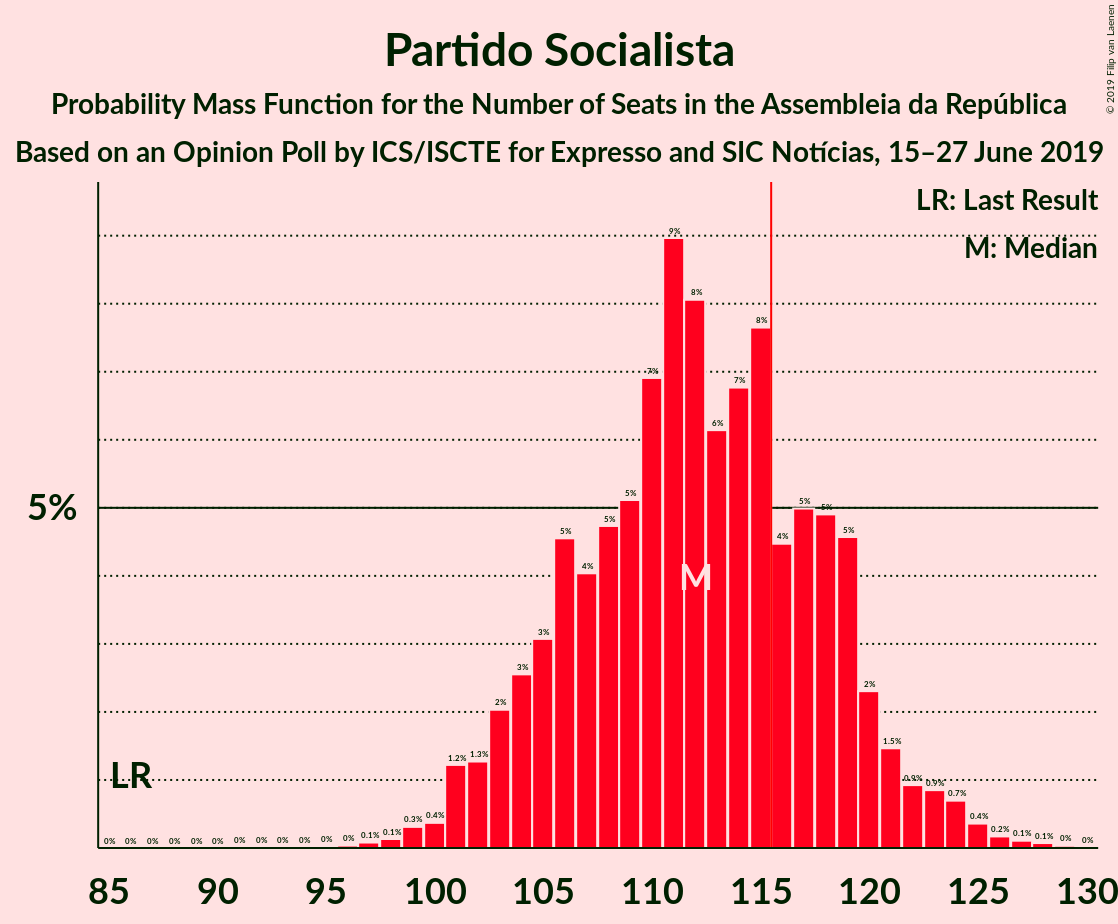 Partido Socialista
Probability Mass Function for the Number of Seats in the Assembleia da República
Based on an Opinion Poll by ICS/ISCTE for Expresso and SIC Notícias, 15–27 June 2019
© 2019 Filip van Laenen
LR: Last Result
M: Median
5%
LR
M
0% 0% 0% 0% 0% 0% 0% 0% 0% 0% 0% 0% 0.1% 0.1% 0.3% 0.4% 1.2% 1.3% 2% 3% 3% 5% 4% 5% 5% 7% 9% 8% 6% 7% 8% 4% 5% 5% 5% 2% 1.5% 0.9% 0.9% 0.7% 0.4% 0.2% 0.1% 0.1% 0% 0%
85 90 95 100 105 110 115 120 125 130